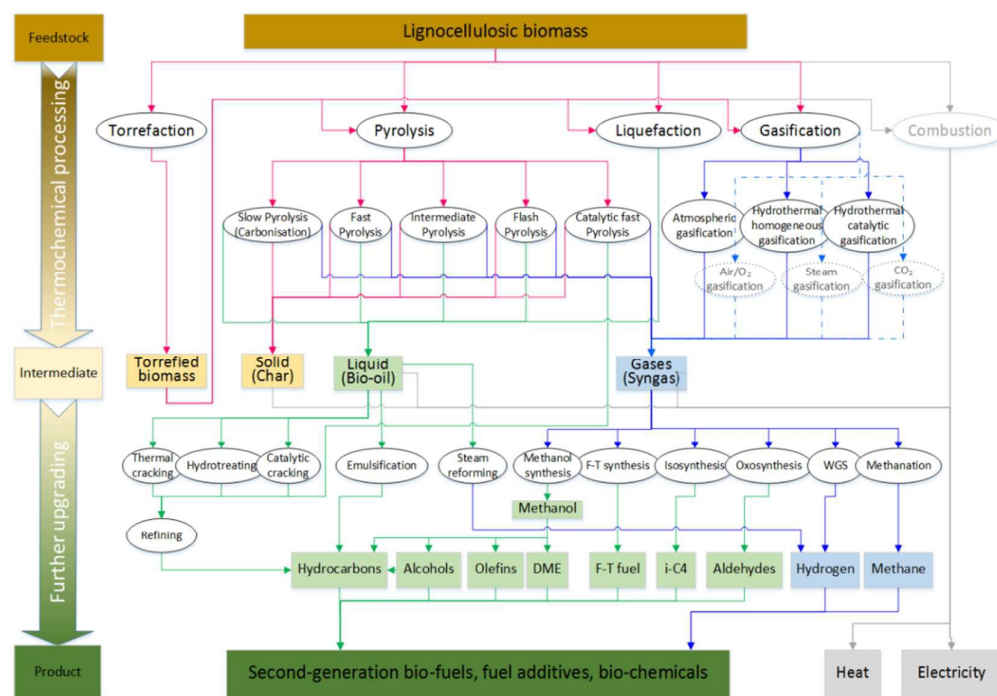 Feedstock
Lignocellulosic biomass
Thermochemical processing
Torrefaction
Pyrolysis
Liquefaction
Gasification
Combustion
Slow Pyrolysis
(Carbonisation)
Fast
Pyrolysis
Intermediate
Pyrolysis
Flash
Pyrolysis
Catalytic fast
Pyrolysis
Atmospheric
gasification
Hydrothermal
homogeneous
gasification
Hydrothermal
catalytic
gasification
Air/O₂
gasification
Steam
gasification
CO₂
gasification
Intermediate
Torrefied
biomass
Solid
(Char)
Liquid
(Bio-oil)
Gases
(Syngas)
Further upgrading
Thermal
cracking
Hydrotreating
Catalytic
cracking
Emulsification
Steam
reforming
Methanol
synthesis
F-T synthesis
Isosynthesis
Oxosynthesis
WGS
Methanation
Methanol
Refining
Hydrocarbons
Alcohols
Olefins
DME
F-T fuel
i-C4
Aldehydes
Hydrogen
Methane
Product
Second-generation bio-fuels, fuel additives, bio-chemicals
Heat
Electricity